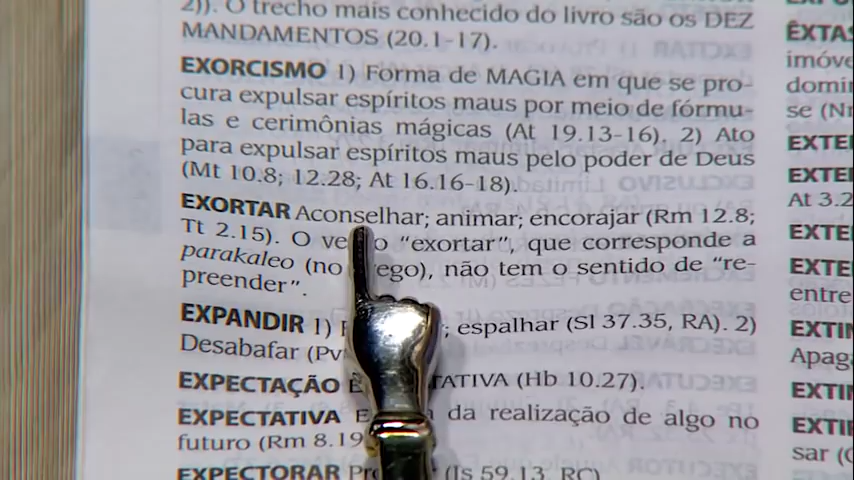 2)). O trecho mais conhecido do livro são os DEZ
MANDAMENTOS (20.1-17).
EXORCISMO 1) Forma de MAGIA em que se pro-
cura expulsar espíritos maus por meio de fórmu-
las e cerimônias mágicas (At 19.13-16), 2) Ato
para expulsar espíritos maus pelo poder de Deus
(Mt 10.8; 12.28; At 16.16-18).
EXORTAR Aconselhar; animar; encorajar (Rm 12.8;
Tt 2.15). O ve o "exortar", que corresponde a
parakaleo (no ego), não tem o sentido de "re-
preender".
EXPANDIR 1) ; espalhar (Sl 37.35, RA). 2)
Desabafar (Pv
EXPECTAÇÃO TATIVA (Hb 10.27).
EXPECTATIVA da realização de algo no
futuro (Rm 8.19
EXPECTORAR (Is 59.13, RC)
ÊXTAS
imóve
domin
se (Nr
EXTE
EXTE
At 3.2
EXTE
EXTE
entre
EXTIN
Apag
EXTIN
EXTI
sar (